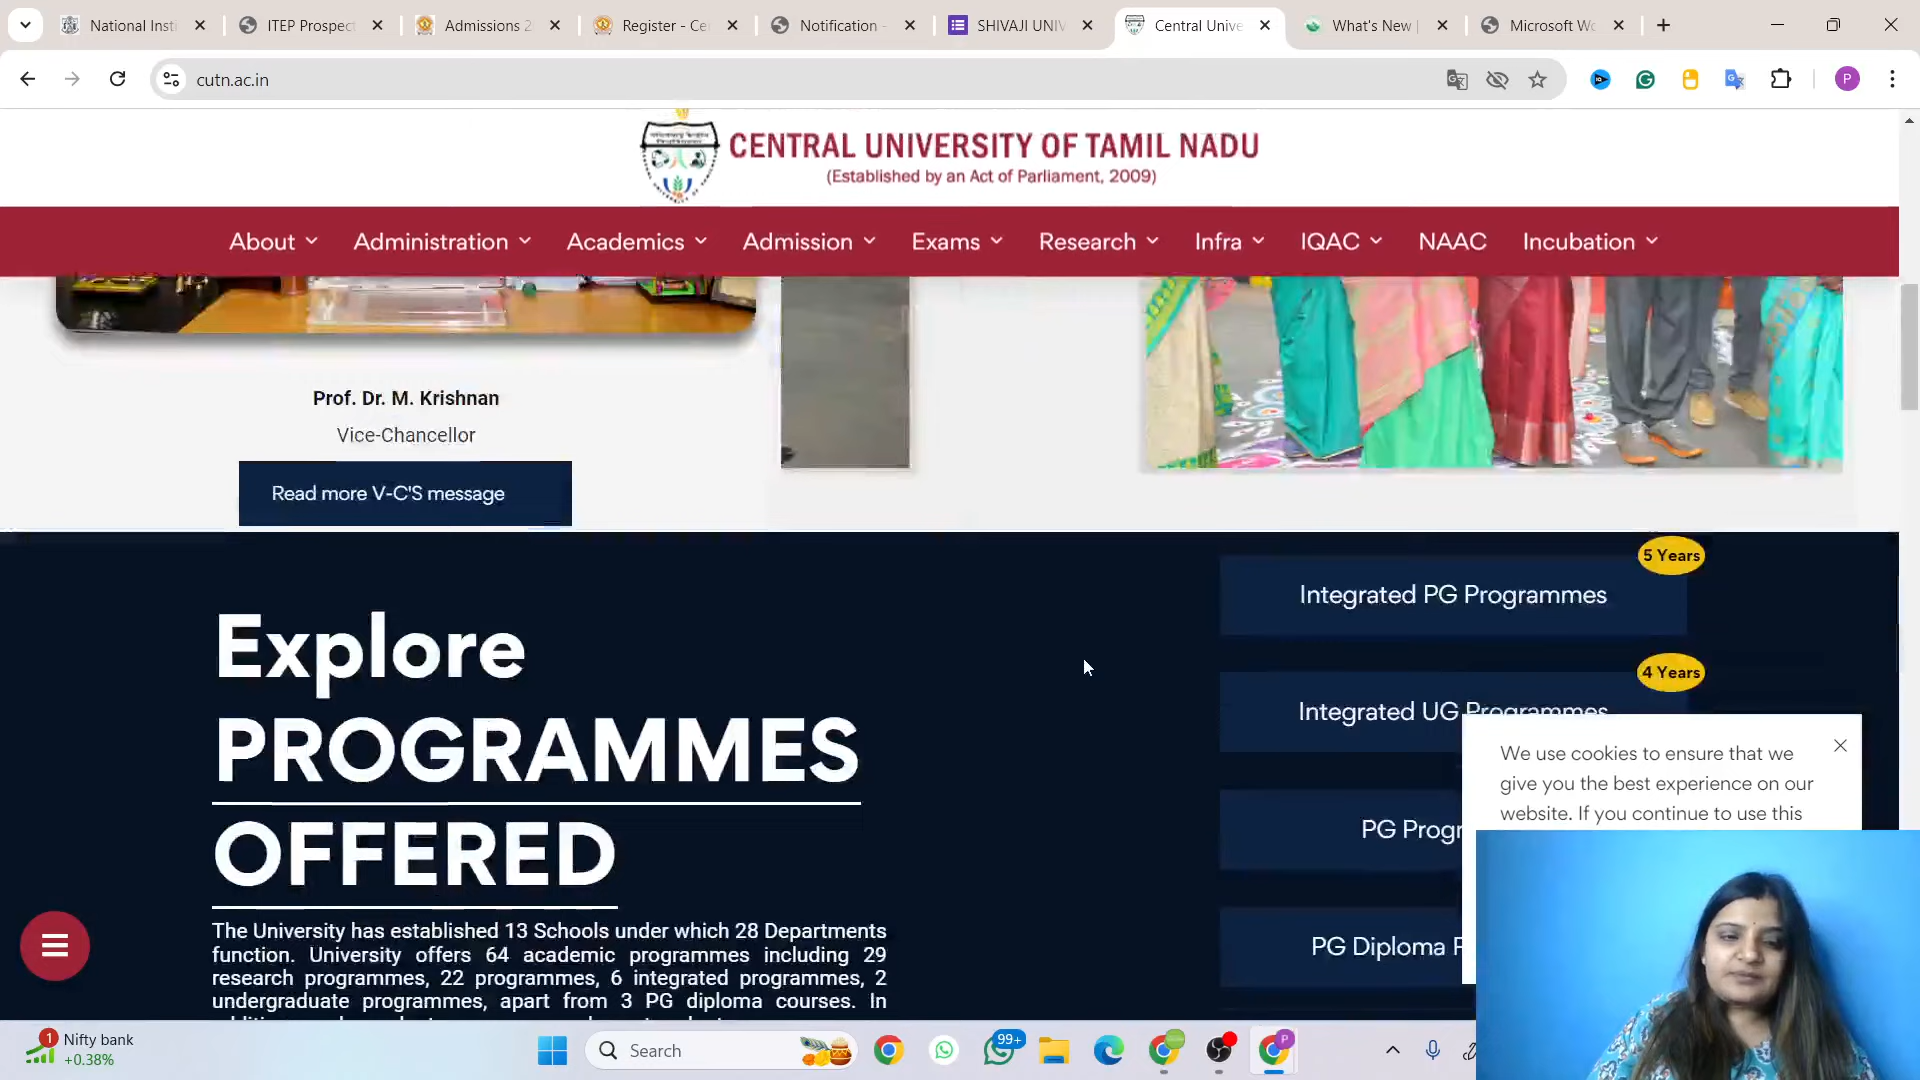 National Insti
ITEP Prospect
Admissions 2
Register - Cen
Notification -
SHIVAJI UNIV
Central Unive
What's New |
Microsoft Wo
cutn.ac.in
P
CENTRAL UNIVERSITY OF TAMIL NADU
(Established by an Act of Parliament, 2009)
About
Administration
Academics
Admission
Exams
Research
Infra
IQAC
NAAC
Incubation
Prof. Dr. M. Krishnan
Vice-Chancellor
Read more V-C'S message
Explore
PROGRAMMES
OFFERED
The University has established 13 Schools under which 28 Departments
function. University offers 64 academic programmes including 29
research programmes, 22 programmes, 6 integrated programmes, 2
undergraduate programmes, apart from 3 PG diploma courses. In
5 Years
Integrated PG Programmes
4 Years
Integrated UG Programmes
PG Progr
PG Diploma P
We use cookies to ensure that we
give you the best experience on our
website. If you continue to use this
1
Nifty bank
+0.38%
Search
99+
P